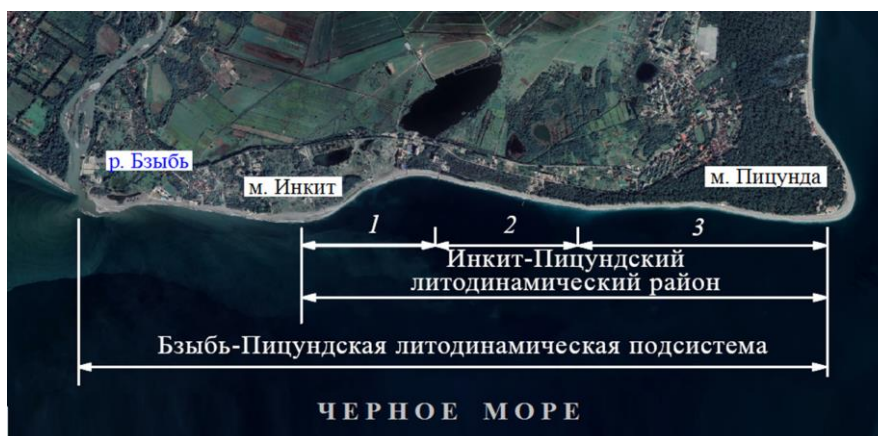 р. Бзыбь
м. Инкит
м. Пицунда
1
2
3
Инкит-Пицундский
литодинамический район
Бзыбь-Пицундская литодинамическая подсистема
ЧЕРНОЕ МОРЕ